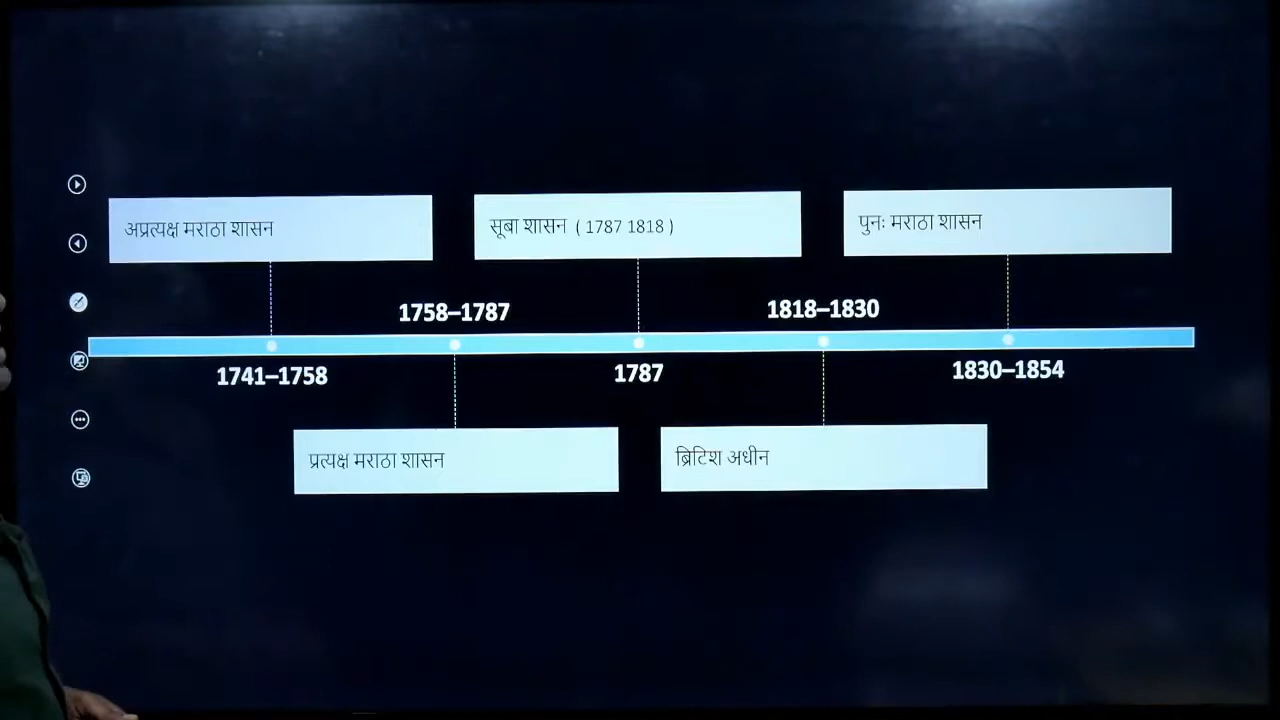 अप्रत्यक्ष मराठा शासन
सूबा शासन ( 1787 1818 )
पुनः मराठा शासन
1758–1787
1818–1830
1741–1758
1787
1830–1854
प्रत्यक्ष मराठा शासन
ब्रिटिश अधीन